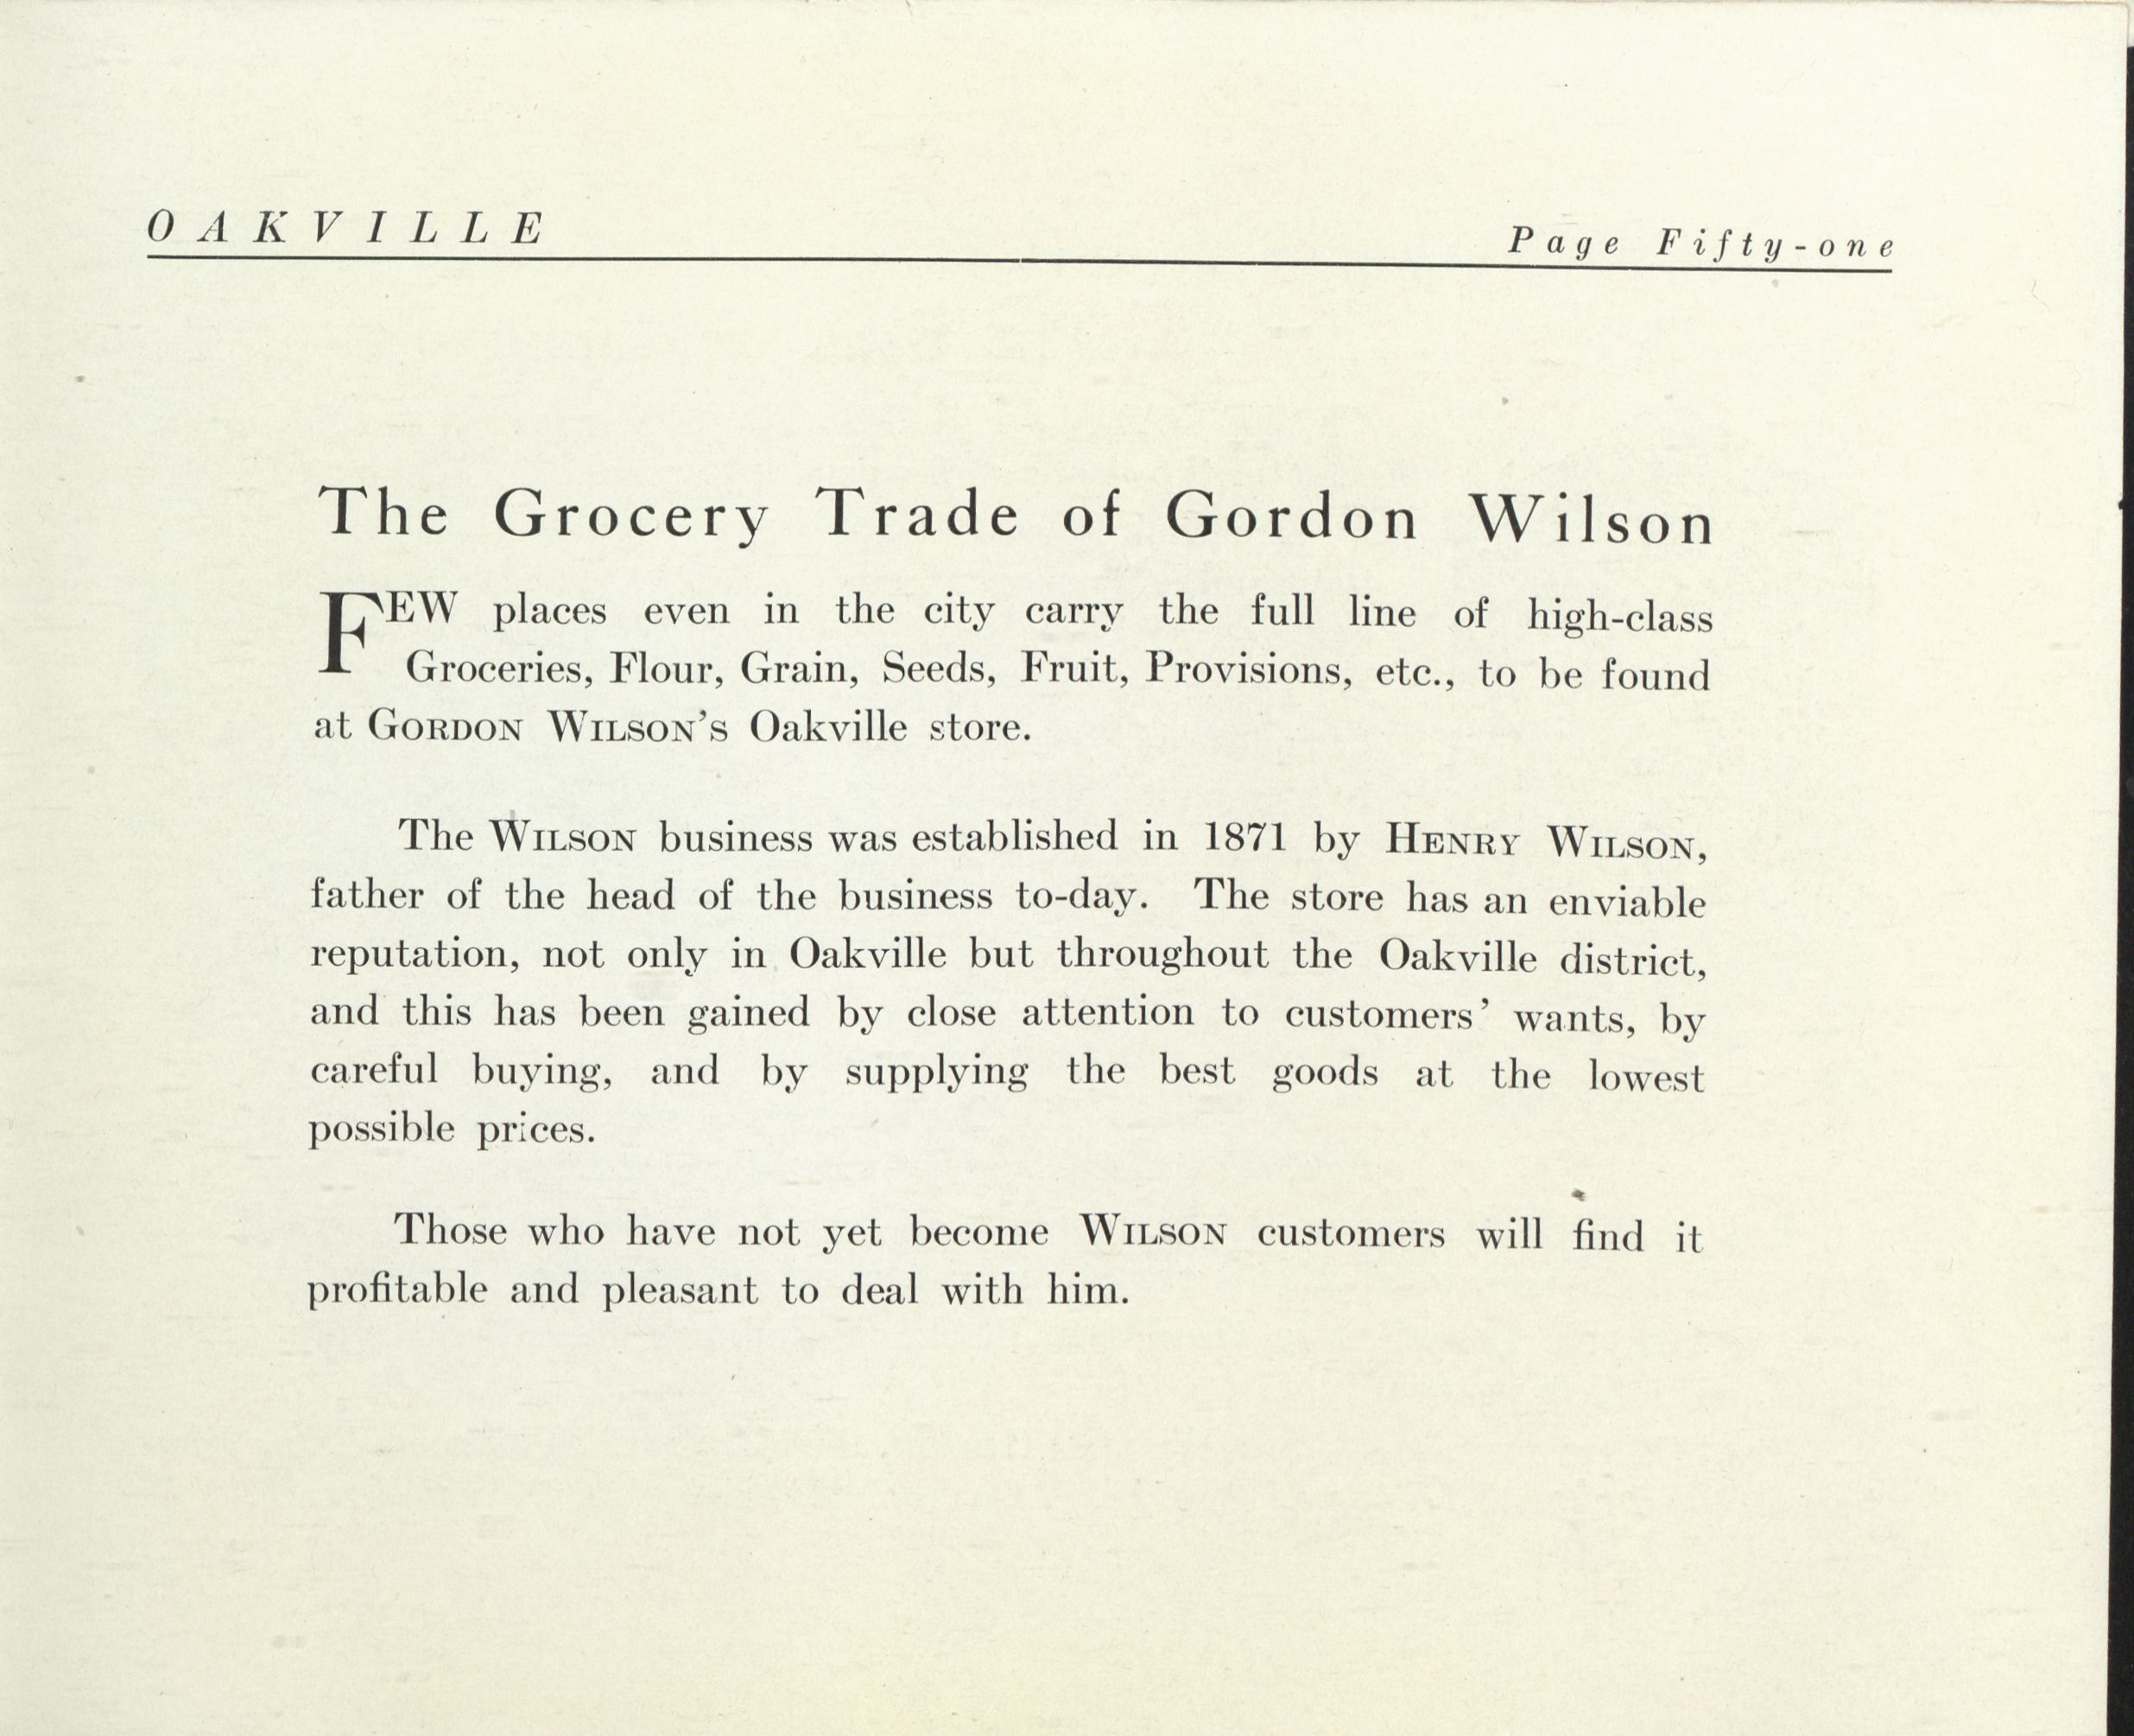 OAKVILLE
Page Fifty-one
The Grocery Trade of Gordon Wilson
FEW places even in the city carry the full line of high-class
Groceries, Flour, Grain, Seeds, Fruit, Provisions, etc., to be found
at GORDON WILSON'S Oakville store.
The WILSON business was established in 1871 by HENRY WILSON,
father of the head of the business to-day. The store has an enviable
reputation, not only in Oakville but throughout the Oakville district,
and this has been gained by close attention to customers' wants, by
careful buying, and by supplying the best goods at the lowest
possible prices.
Those who have not yet become WILSON customers will find it
profitable and pleasant to deal with him.